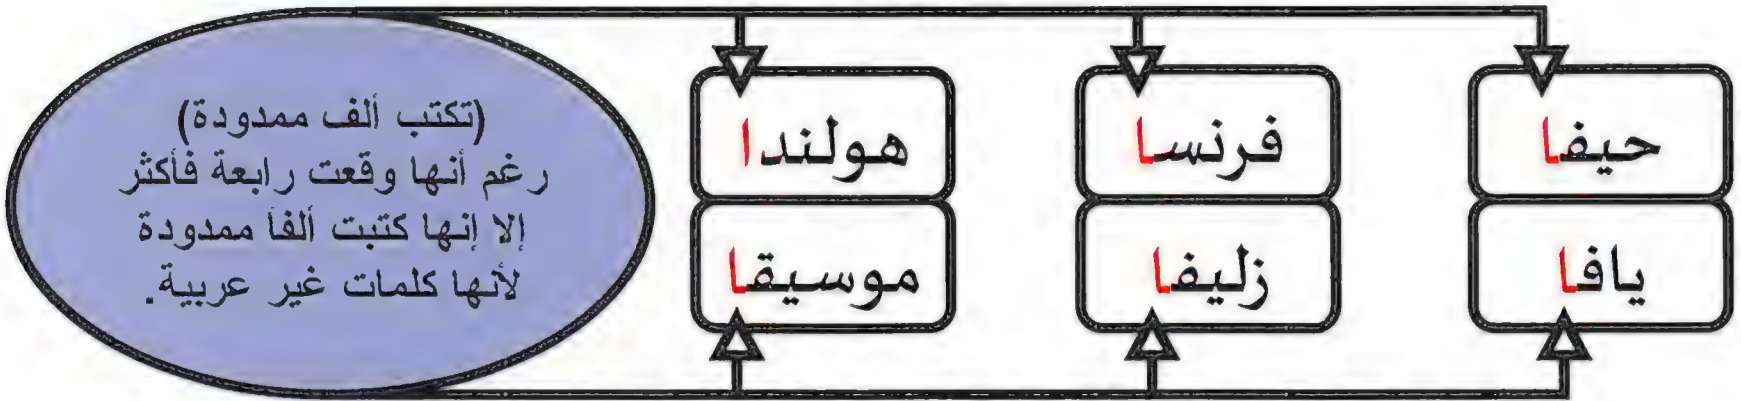 حيفا
فرنسا
هولندا
يافا
زليفا
موسيقا
(تكتب ألف ممدودة)
رغم أنها وقعت رابعة فأكثر
إلا إنها كتبت ألفاً ممدودة
لأنها كلمات غير عربية.